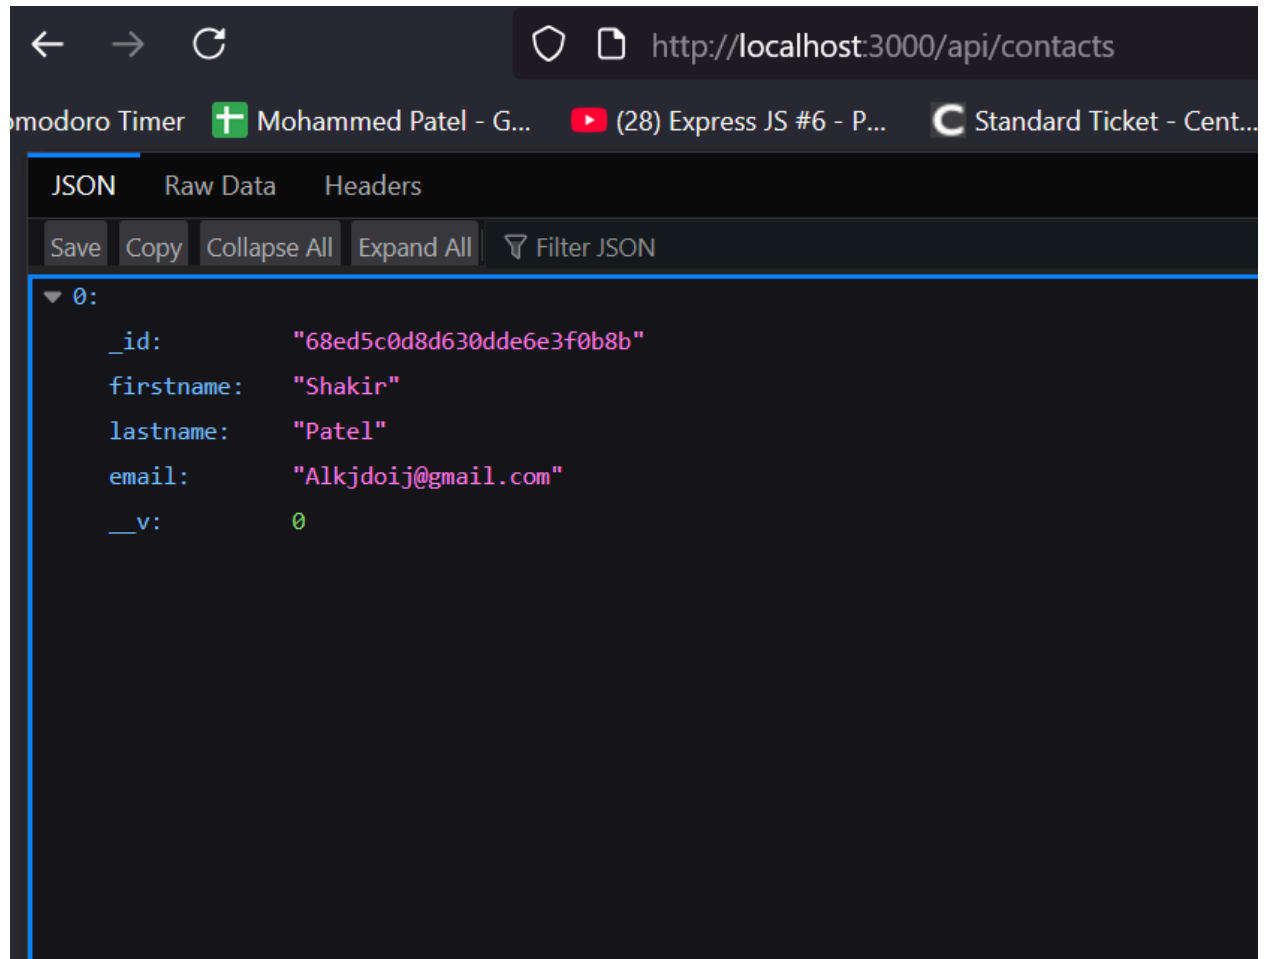 http://localhost:3000/api/contacts
omodoro Timer Mohammed Patel - G... (28) Express JS #6 - P... Standard Ticket - Cent...
JSON Raw Data Headers
Save Copy Collapse All Expand All Filter JSON
0:
_id: "68ed5c0d8d630dde6e3f0b8b"
firstname: "Shakir"
lastname: "Patel"
email: "Alkjdoij@gmail.com"
__v: 0